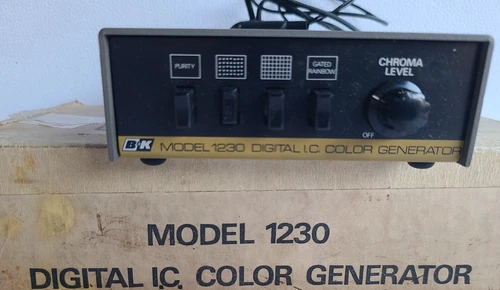 PURITY
GATED
RAINBOW
CHROMA
LEVEL
OFF
B+K MODEL 1230 DIGITAL I.C. COLOR GENERATOR
MODEL 1230
DIGITAL I.C. COLOR GENERATOR